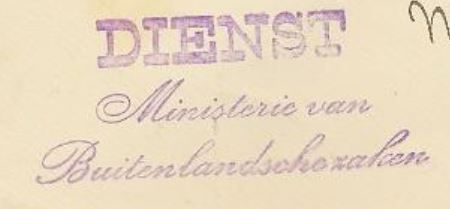 DIENST
Ministerie van
Buitenlandschezaken